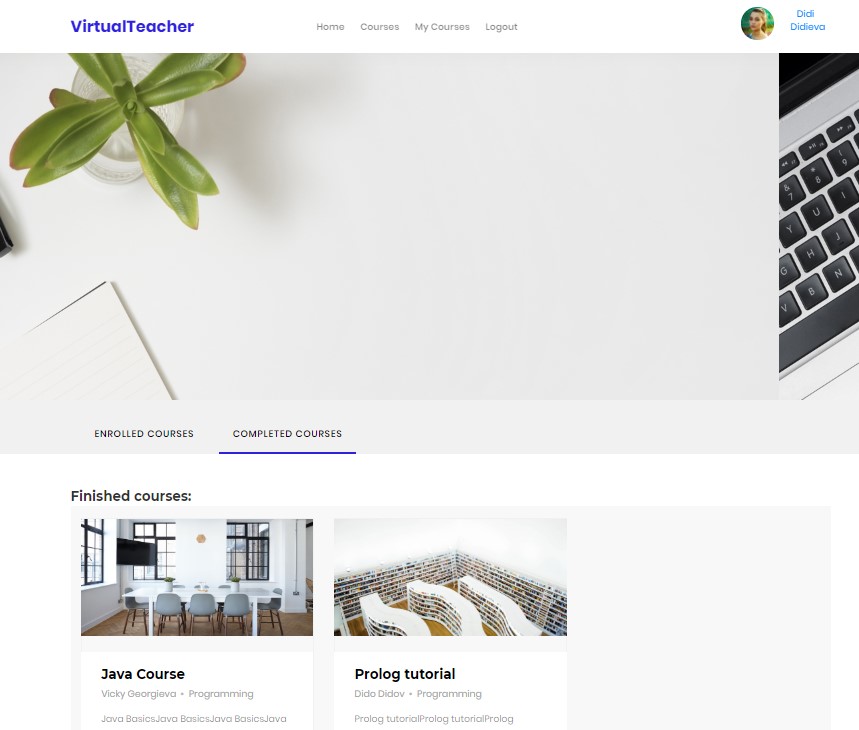 VirtualTeacher
Home Courses My Courses Logout
Didi
Didieva
ENROLLED COURSES COMPLETED COURSES
Finished courses:
Java Course
Vicky Georgieva • Programming
Java BasicsJava BasicsJava BasicsJava
Prolog tutorial
Dido Didov • Programming
Prolog tutorialProlog tutorialProlog